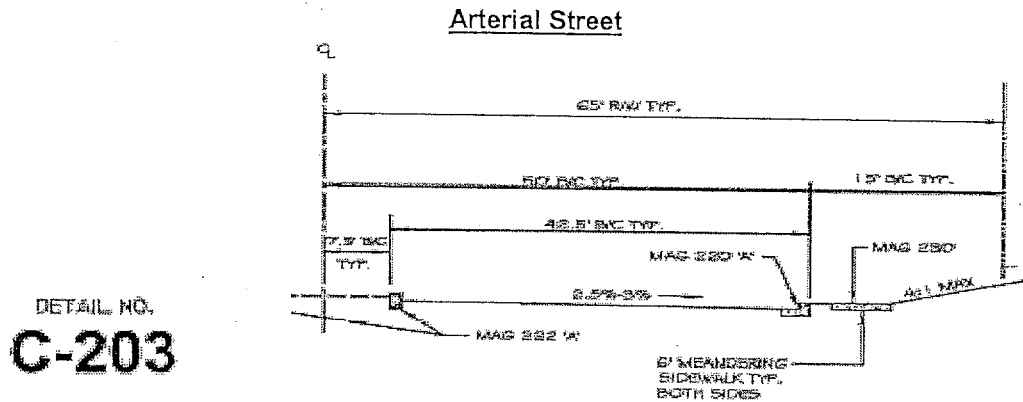 Arterial Street
℄
65' R/W TYP.
50' B/C TYP.
15' B/C TYP.
42.5' B/C TYP.
7.5' B/C
TYP.
MAG 220 'A'
MAG 230
4:1 MAX
2.5%-3%
MAG 222 'A'
DETAIL NO.
C-203
6' MEANDERING
SIDEWALK TYP.
BOTH SIDES